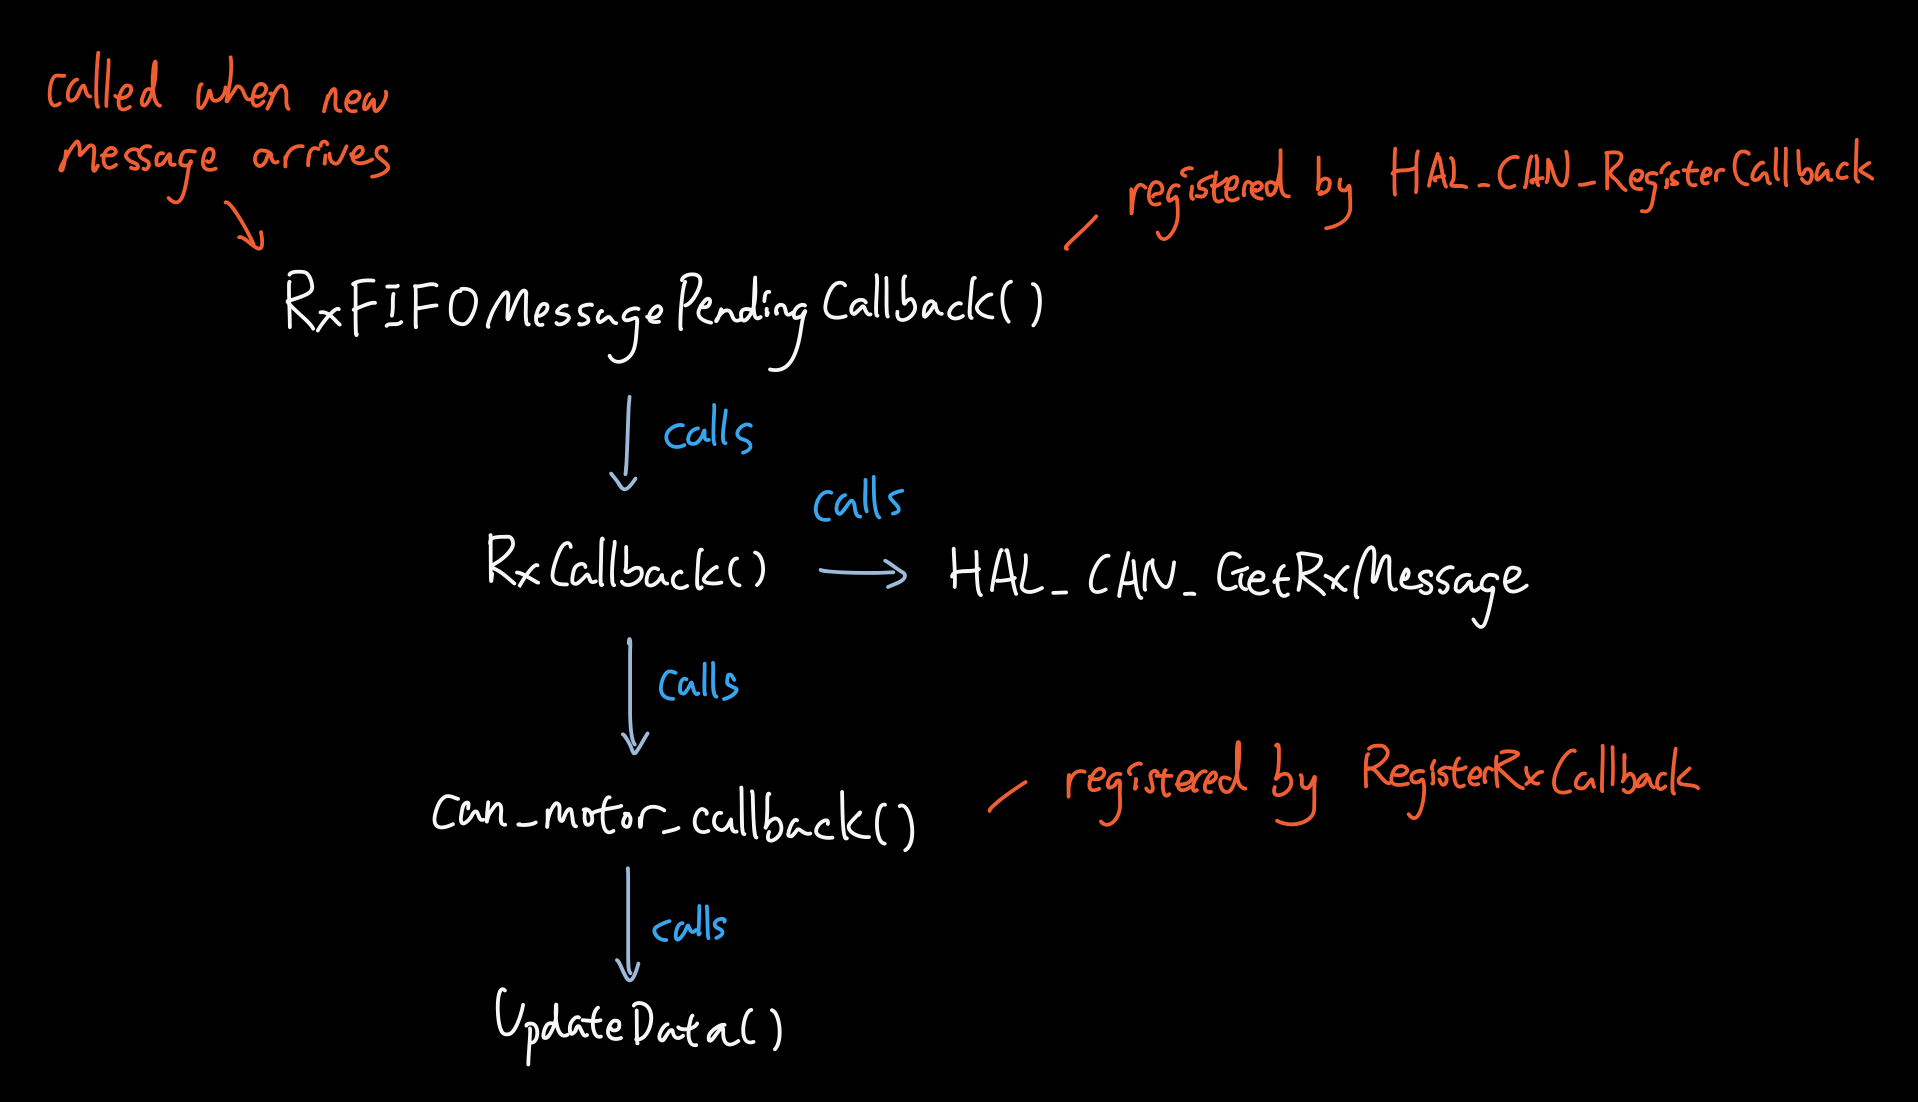 called when new
message arrives
registered by HAL_CAN_RegisterCallback
RxFIFOMessagePendingCallback()
calls
calls
RxCallback()
HAL_CAN_GetRxMessage
calls
registered by RegisterRxCallback
can_motor_callback()
calls
UpdateData()